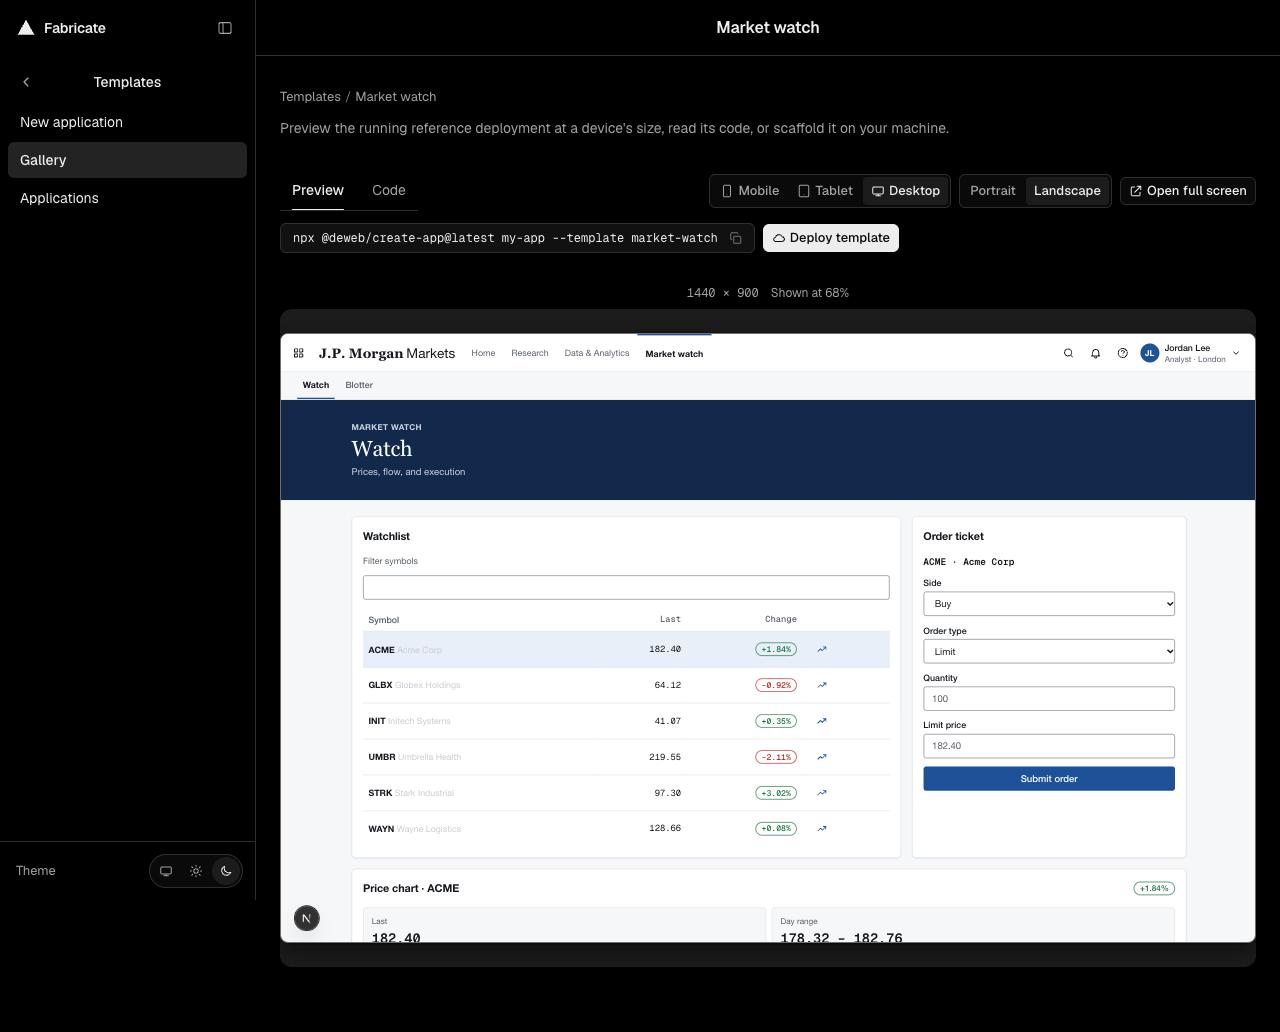 Fabricate
Market watch
Templates
New application
Gallery
Applications
Theme
Templates / Market watch
Preview the running reference deployment at a device's size, read its code, or scaffold it on your machine.
Preview Code
Mobile Tablet Desktop Portrait Landscape Open full screen
npx @deweb/create-app@latest my-app --template market-watch Deploy template
1440 × 900 Shown at 68%
J.P. Morgan Markets Home Research Data & Analytics Market watch
JL Jordan Lee
Analyst · London
Watch Blotter
MARKET WATCH
Watch
Prices, flow, and execution
Watchlist
Filter symbols
Symbol Last Change
ACME Acme Corp 182.40 +1.84%
GLBX Globex Holdings 64.12 -0.92%
INIT Initech Systems 41.07 +0.35%
UMBR Umbrella Health 219.55 -2.11%
STRK Stark Industrial 97.30 +3.02%
WAYN Wayne Logistics 128.66 +0.08%
Order ticket
ACME · Acme Corp
Side
Buy
Order type
Limit
Quantity
100
Limit price
182.40
Submit order
Price chart · ACME +1.84%
Last
182.40
Day range
178.32 – 182.76
N